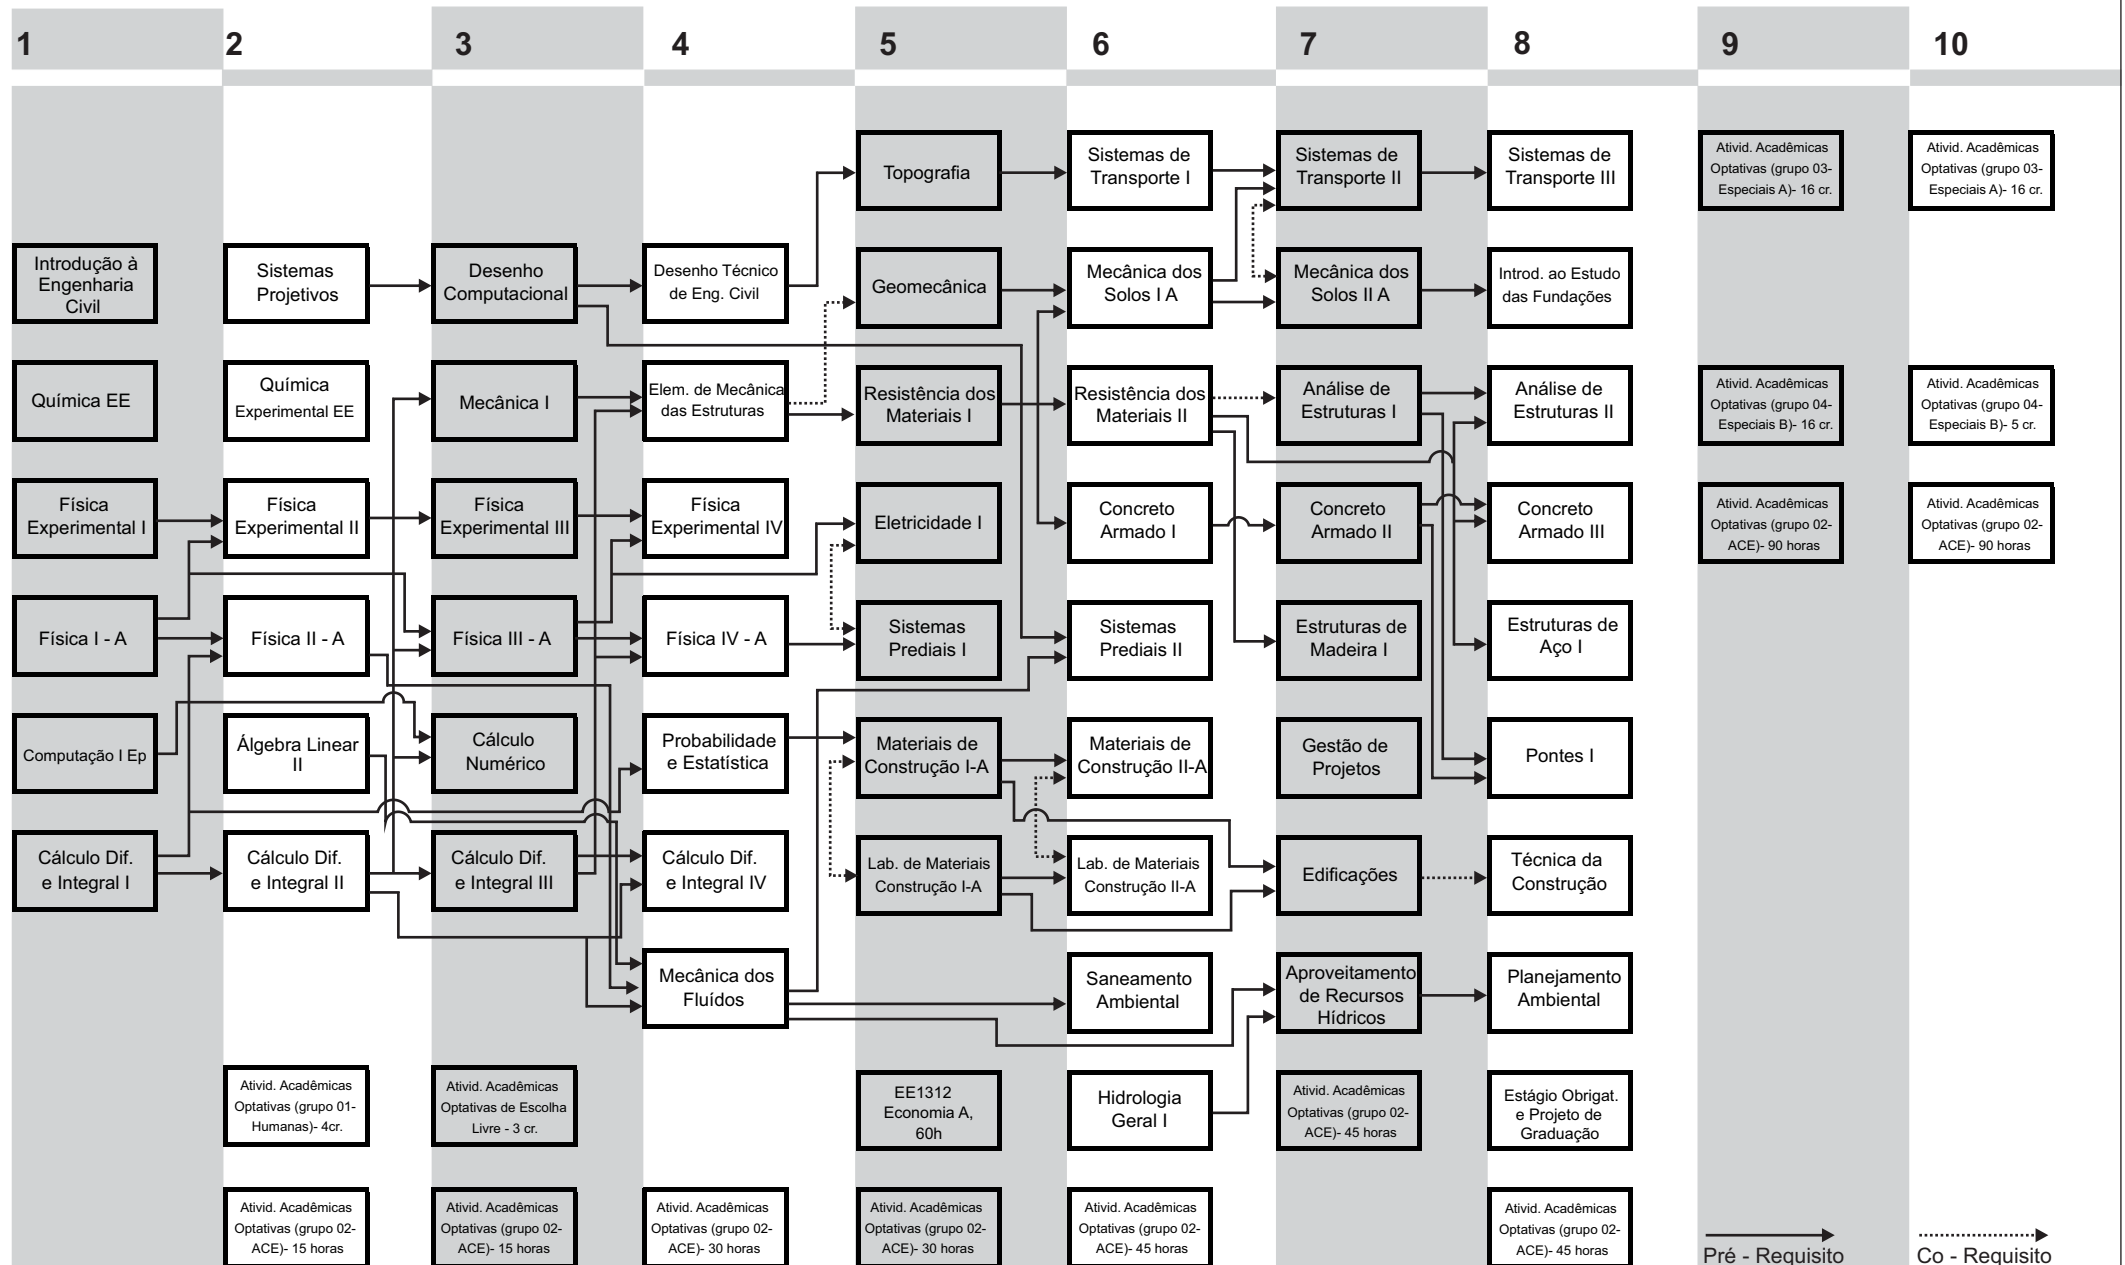 1
2
3
4
5
6
7
8
9
10
Introdução à
Engenharia
Civil
Química EE
Física
Experimental I
Física I - A
Computação I Ep
Cálculo Dif.
e Integral I
Sistemas
Projetivos
Química
Experimental EE
Física
Experimental II
Física II - A
Álgebra Linear
II
Cálculo Dif.
e Integral II
Ativid. Acadêmicas
Optativas (grupo 01-
Humanas)- 4cr.
Ativid. Acadêmicas
Optativas (grupo 02-
ACE)- 15 horas
Desenho
Computacional
Mecânica I
Física
Experimental III
Física III - A
Cálculo
Numérico
Cálculo Dif.
e Integral III
Ativid. Acadêmicas
Optativas de Escolha
Livre - 3 cr.
Ativid. Acadêmicas
Optativas (grupo 02-
ACE)- 15 horas
Desenho Técnico
de Eng. Civil
Elem. de Mecânica
das Estruturas
Física
Experimental IV
Física IV - A
Probabilidade
e Estatística
Cálculo Dif.
e Integral IV
Mecânica dos
Fluídos
Ativid. Acadêmicas
Optativas (grupo 02-
ACE)- 30 horas
Topografia
Geomecânica
Resistência dos
Materiais I
Eletricidade I
Sistemas
Prediais I
Materiais de
Construção I-A
Lab. de Materiais
Construção I-A
EE1312
Economia A,
60h
Ativid. Acadêmicas
Optativas (grupo 02-
ACE)- 30 horas
Sistemas de
Transporte I
Mecânica dos
Solos I A
Resistência dos
Materiais II
Concreto
Armado I
Sistemas
Prediais II
Materiais de
Construção II-A
Lab. de Materiais
Construção II-A
Saneamento
Ambiental
Hidrologia
Geral I
Ativid. Acadêmicas
Optativas (grupo 02-
ACE)- 45 horas
Sistemas de
Transporte II
Mecânica dos
Solos II A
Análise de
Estruturas I
Concreto
Armado II
Estruturas de
Madeira I
Gestão de
Projetos
Edificações
Aproveitamento
de Recursos
Hídricos
Ativid. Acadêmicas
Optativas (grupo 02-
ACE)- 45 horas
Sistemas de
Transporte III
Introd. ao Estudo
das Fundações
Análise de
Estruturas II
Concreto
Armado III
Estruturas de
Aço I
Pontes I
Técnica da
Construção
Planejamento
Ambiental
Estágio Obrigat.
e Projeto de
Graduação
Ativid. Acadêmicas
Optativas (grupo 02-
ACE)- 45 horas
Ativid. Acadêmicas
Optativas (grupo 03-
Especiais A)- 16 cr.
Ativid. Acadêmicas
Optativas (grupo 04-
Especiais B)- 16 cr.
Ativid. Acadêmicas
Optativas (grupo 02-
ACE)- 90 horas
Ativid. Acadêmicas
Optativas (grupo 03-
Especiais A)- 16 cr.
Ativid. Acadêmicas
Optativas (grupo 04-
Especiais B)- 5 cr.
Ativid. Acadêmicas
Optativas (grupo 02-
ACE)- 90 horas
Pré - Requisito
Co - Requisito